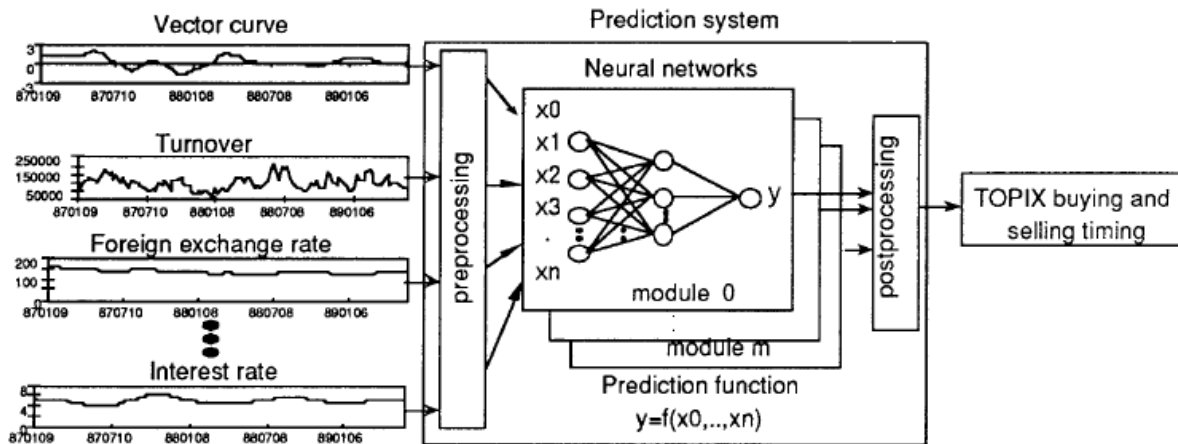 Vector curve
3
0
-3
870109 870710 880108 880708 890106
Turnover
250000
150000
50000
870109 870710 880108 880708 890106
Foreign exchange rate
200
100
0
870109 870710 880108 880708 890106
Interest rate
8
4
0
870109 870710 880108 880708 890106
Prediction system
preprocessing
Neural networks
x0
x1
x2
x3
xn
y
module 0
module m
Prediction function
y=f(x0,..,xn)
postprocessing
TOPIX buying and
selling timing